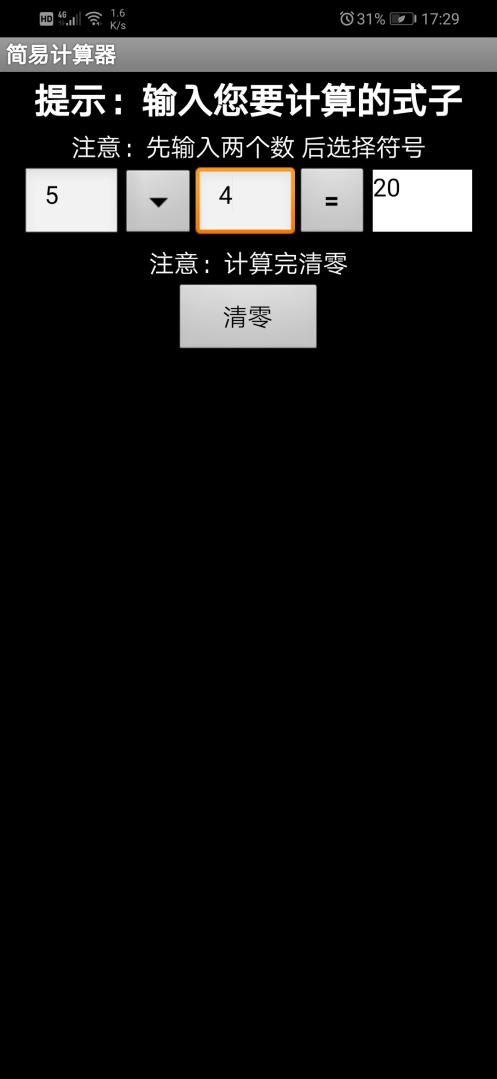 HD 4G 1.6 K/s 31% 17:29
简易计算器
提示：输入您要计算的式子
注意：先输入两个数 后选择符号
5 4 = 20
注意：计算完清零
清零